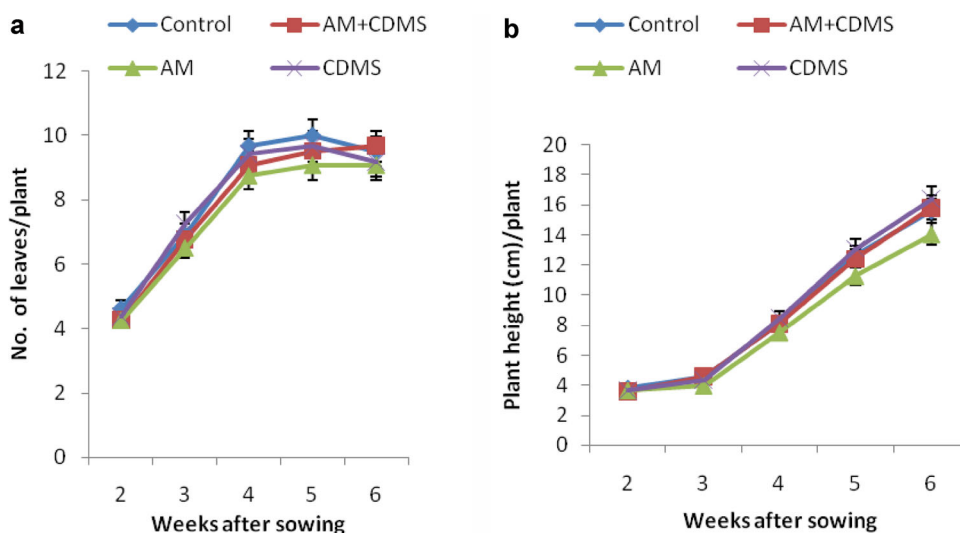 a
Control AM+CDMS
AM CDMS
12
10
8
6
4
2
0
No. of leaves/plant
2 3 4 5 6
Weeks after sowing
b
Control AM+CDMS
AM CDMS
20
18
16
14
12
10
8
6
4
2
0
Plant height (cm)/plant
2 3 4 5 6
Weeks after sowing